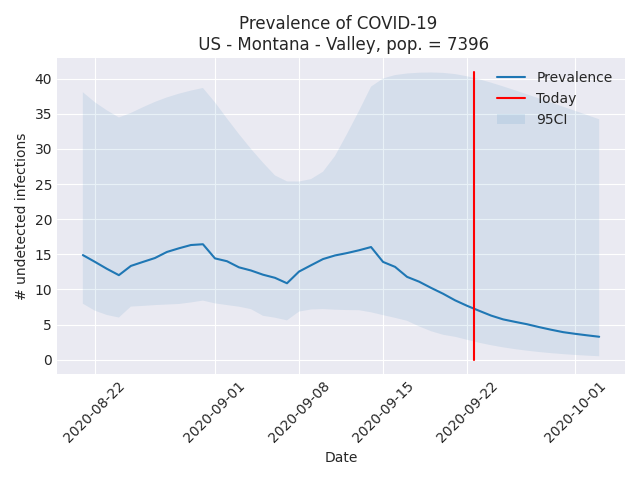 Prevalence of COVID-19
US - Montana - Valley, pop. = 7396
Prevalence
Today
95CI
# undetected infections
40
35
30
25
20
15
10
5
0
2020-08-22
2020-09-01
2020-09-08
2020-09-15
2020-09-22
2020-10-01
Date